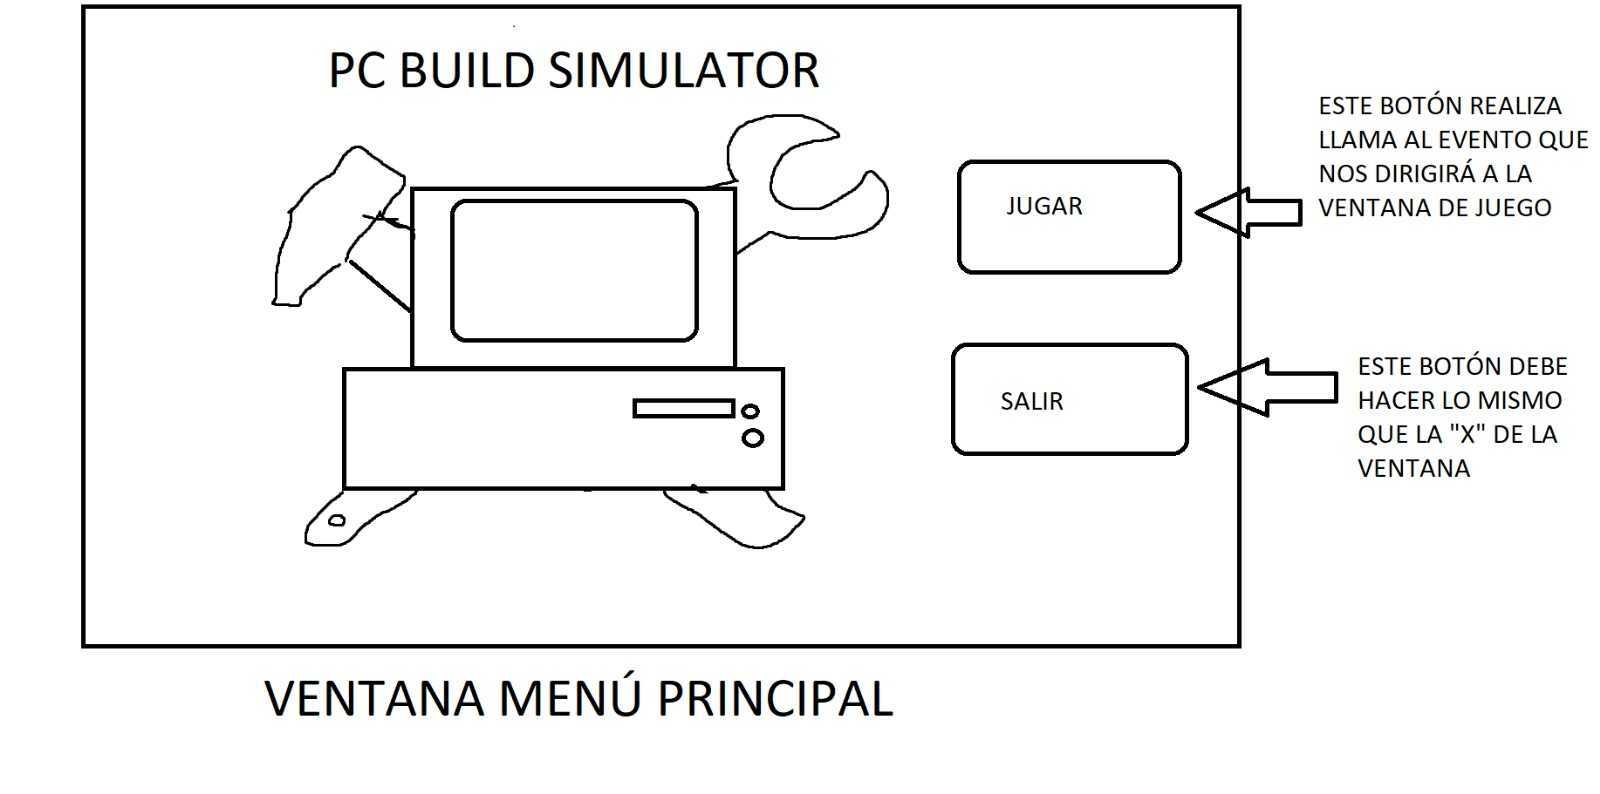 PC BUILD SIMULATOR
ESTE BOTÓN REALIZA
LLAMA AL EVENTO QUE
NOS DIRIGIRÁ A LA
VENTANA DE JUEGO
JUGAR
ESTE BOTÓN DEBE
HACER LO MISMO
QUE LA "X" DE LA
VENTANA
SALIR
VENTANA MENÚ PRINCIPAL